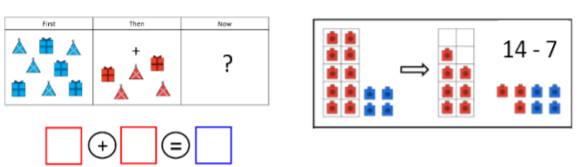 First Then Now
+
?
+ =
14 - 7